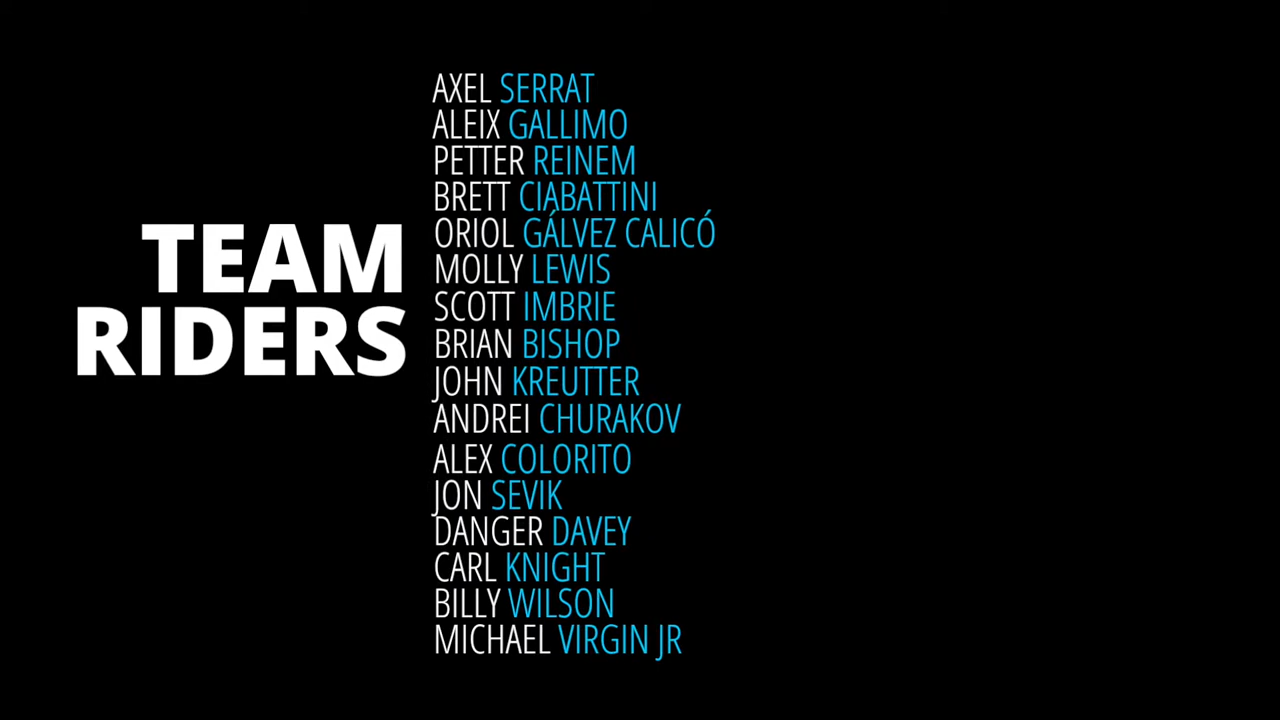 TEAM
RIDERS
AXEL SERRAT
ALEIX GALLIMO
PETTER REINEM
BRETT CIABATTINI
ORIOL GÁLVEZ CALICÓ
MOLLY LEWIS
SCOTT IMBRIE
BRIAN BISHOP
JOHN KREUTTER
ANDREI CHURAKOV
ALEX COLORITO
JON SEVIK
DANGER DAVEY
CARL KNIGHT
BILLY WILSON
MICHAEL VIRGIN JR